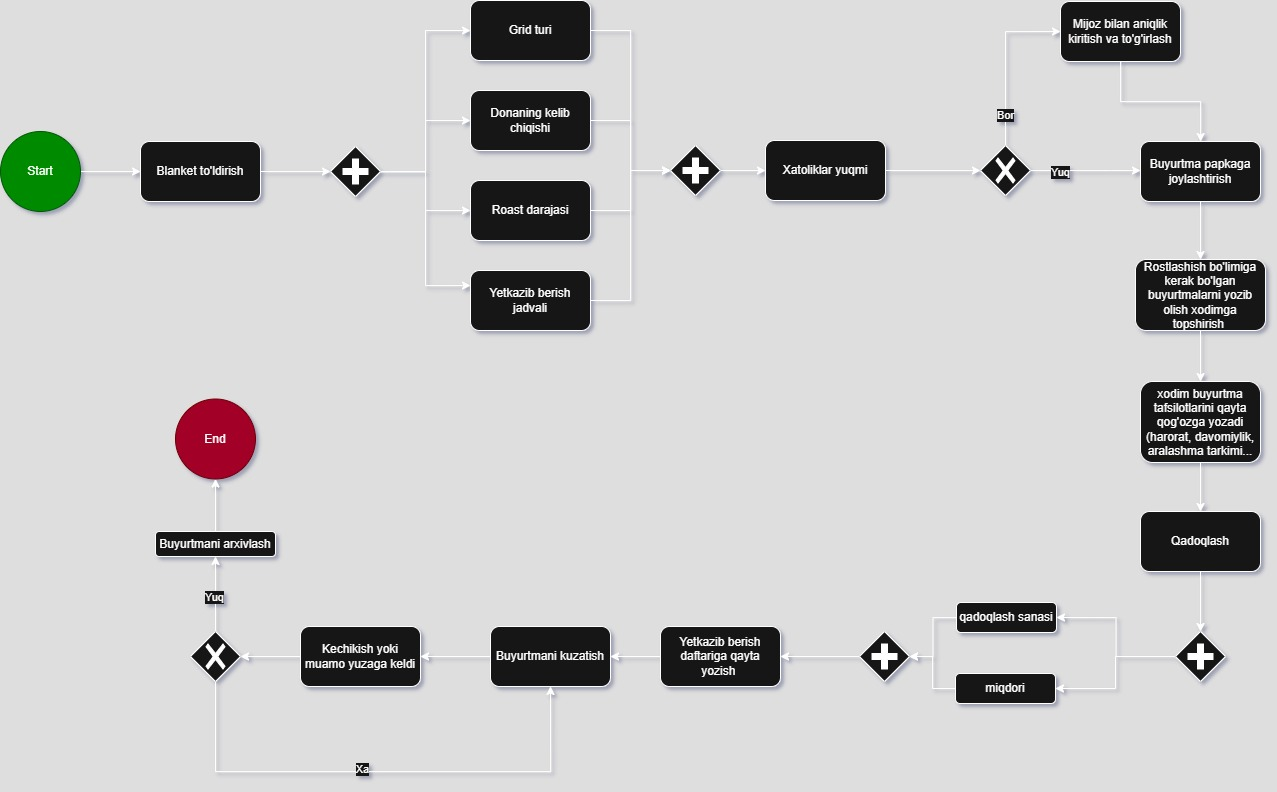 Start
Blanket to'ldirish
Grid turi
Donaning kelib
chiqishi
Roast darajasi
Yetkazib berish
jadvali
Xatoliklar yuqmi
Bor
Yuq
Mijoz bilan aniqlik
kiritish va to'g'irlash
Buyurtma papkaga
joylashtirish
Rostlashish bo'limiga
kerak bo'lgan
buyurtmalarni yozib
olish xodimga
topshirish
xodim buyurtma
tafsilotlarini qayta
qog'ozga yozadi
(harorat, davomiylik,
aralashma tarkimi...
Qadoqlash
qadoqlash sanasi
miqdori
Yetkazib berish
daftariga qayta
yozish
Buyurtmani kuzatish
Kechikish yoki
muamo yuzaga keldi
Xa
Yuq
Buyurtmani arxivlash
End